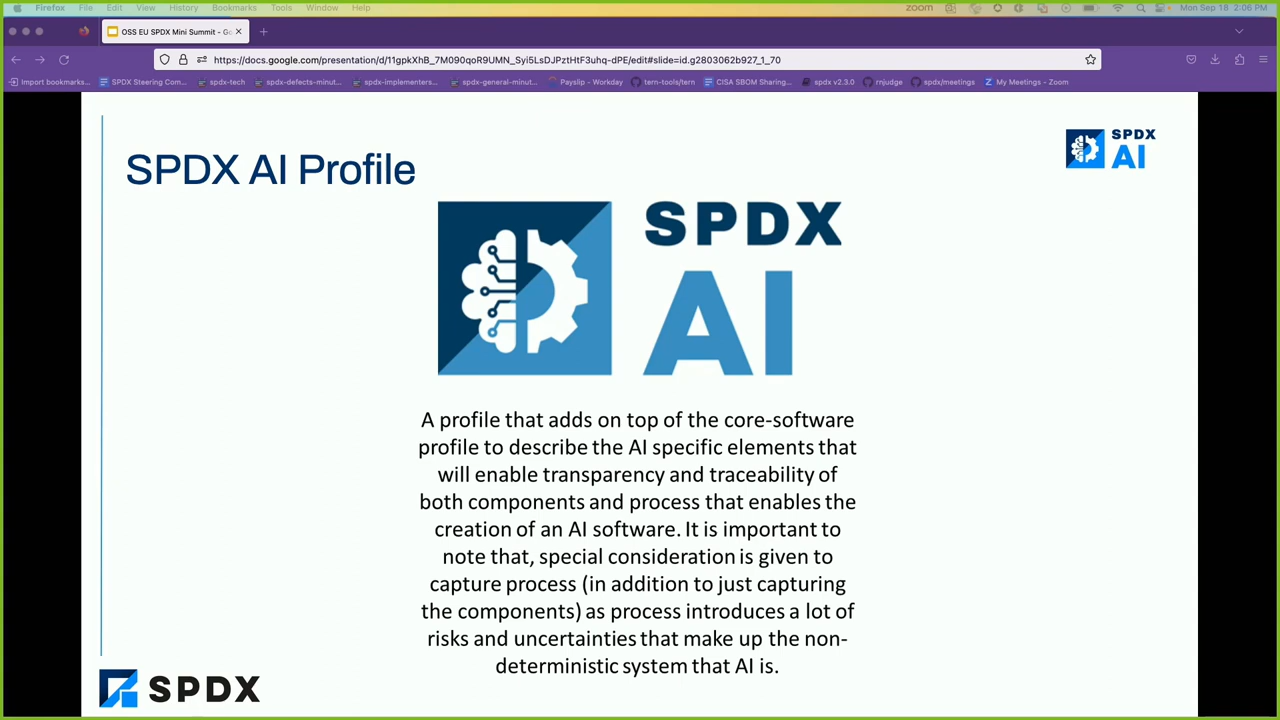 Firefox File Edit View History Bookmarks Tools Window Help zoom Mon Sep 18 2:06 PM
OSS EU SPDX Mini Summit - Go
https://docs.google.com/presentation/d/11gpkXhB_7M090qoR9UMN_Syi5LsDJPztHtF3uhq-dPE/edit#slide=id.g2803062b927_1_70
Import bookmarks... SPDX Steering Com... spdx-tech spdx-defects-minut... spdx-implementers... spdx-general-minut... Payslip - Workday tern-tools/tern CISA SBOM Sharing... spdx v2.3.0 rnjudge spdx/meetings My Meetings - Zoom
SPDX
AI
SPDX AI Profile
SPDX
AI
A profile that adds on top of the core-software
profile to describe the AI specific elements that
will enable transparency and traceability of
both components and process that enables the
creation of an AI software. It is important to
note that, special consideration is given to
capture process (in addition to just capturing
the components) as process introduces a lot of
risks and uncertainties that make up the non-
deterministic system that AI is.
SPDX